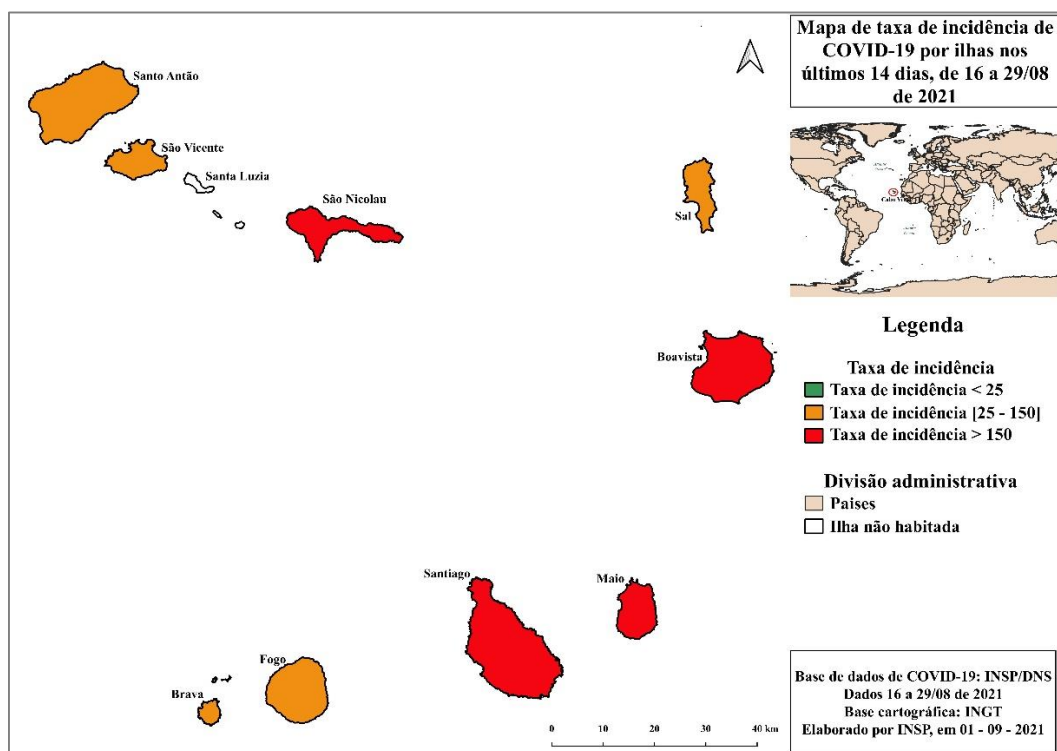 Mapa de taxa de incidência de
COVID-19 por ilhas nos
últimos 14 dias, de 16 a 29/08
de 2021
Santo Antão
São Vicente
Santa Luzia
São Nicolau
Sal
Boavista
Santiago
Maio
Fogo
Brava
Legenda
Taxa de incidência
Taxa de incidência < 25
Taxa de incidência [25 - 150]
Taxa de incidência > 150
Divisão administrativa
Paises
Ilha não habitada
0 10 20 30 40 km
Base de dados de COVID-19: INSP/DNS
Dados 16 a 29/08 de 2021
Base cartográfica: INGT
Elaborado por INSP, em 01 - 09 - 2021